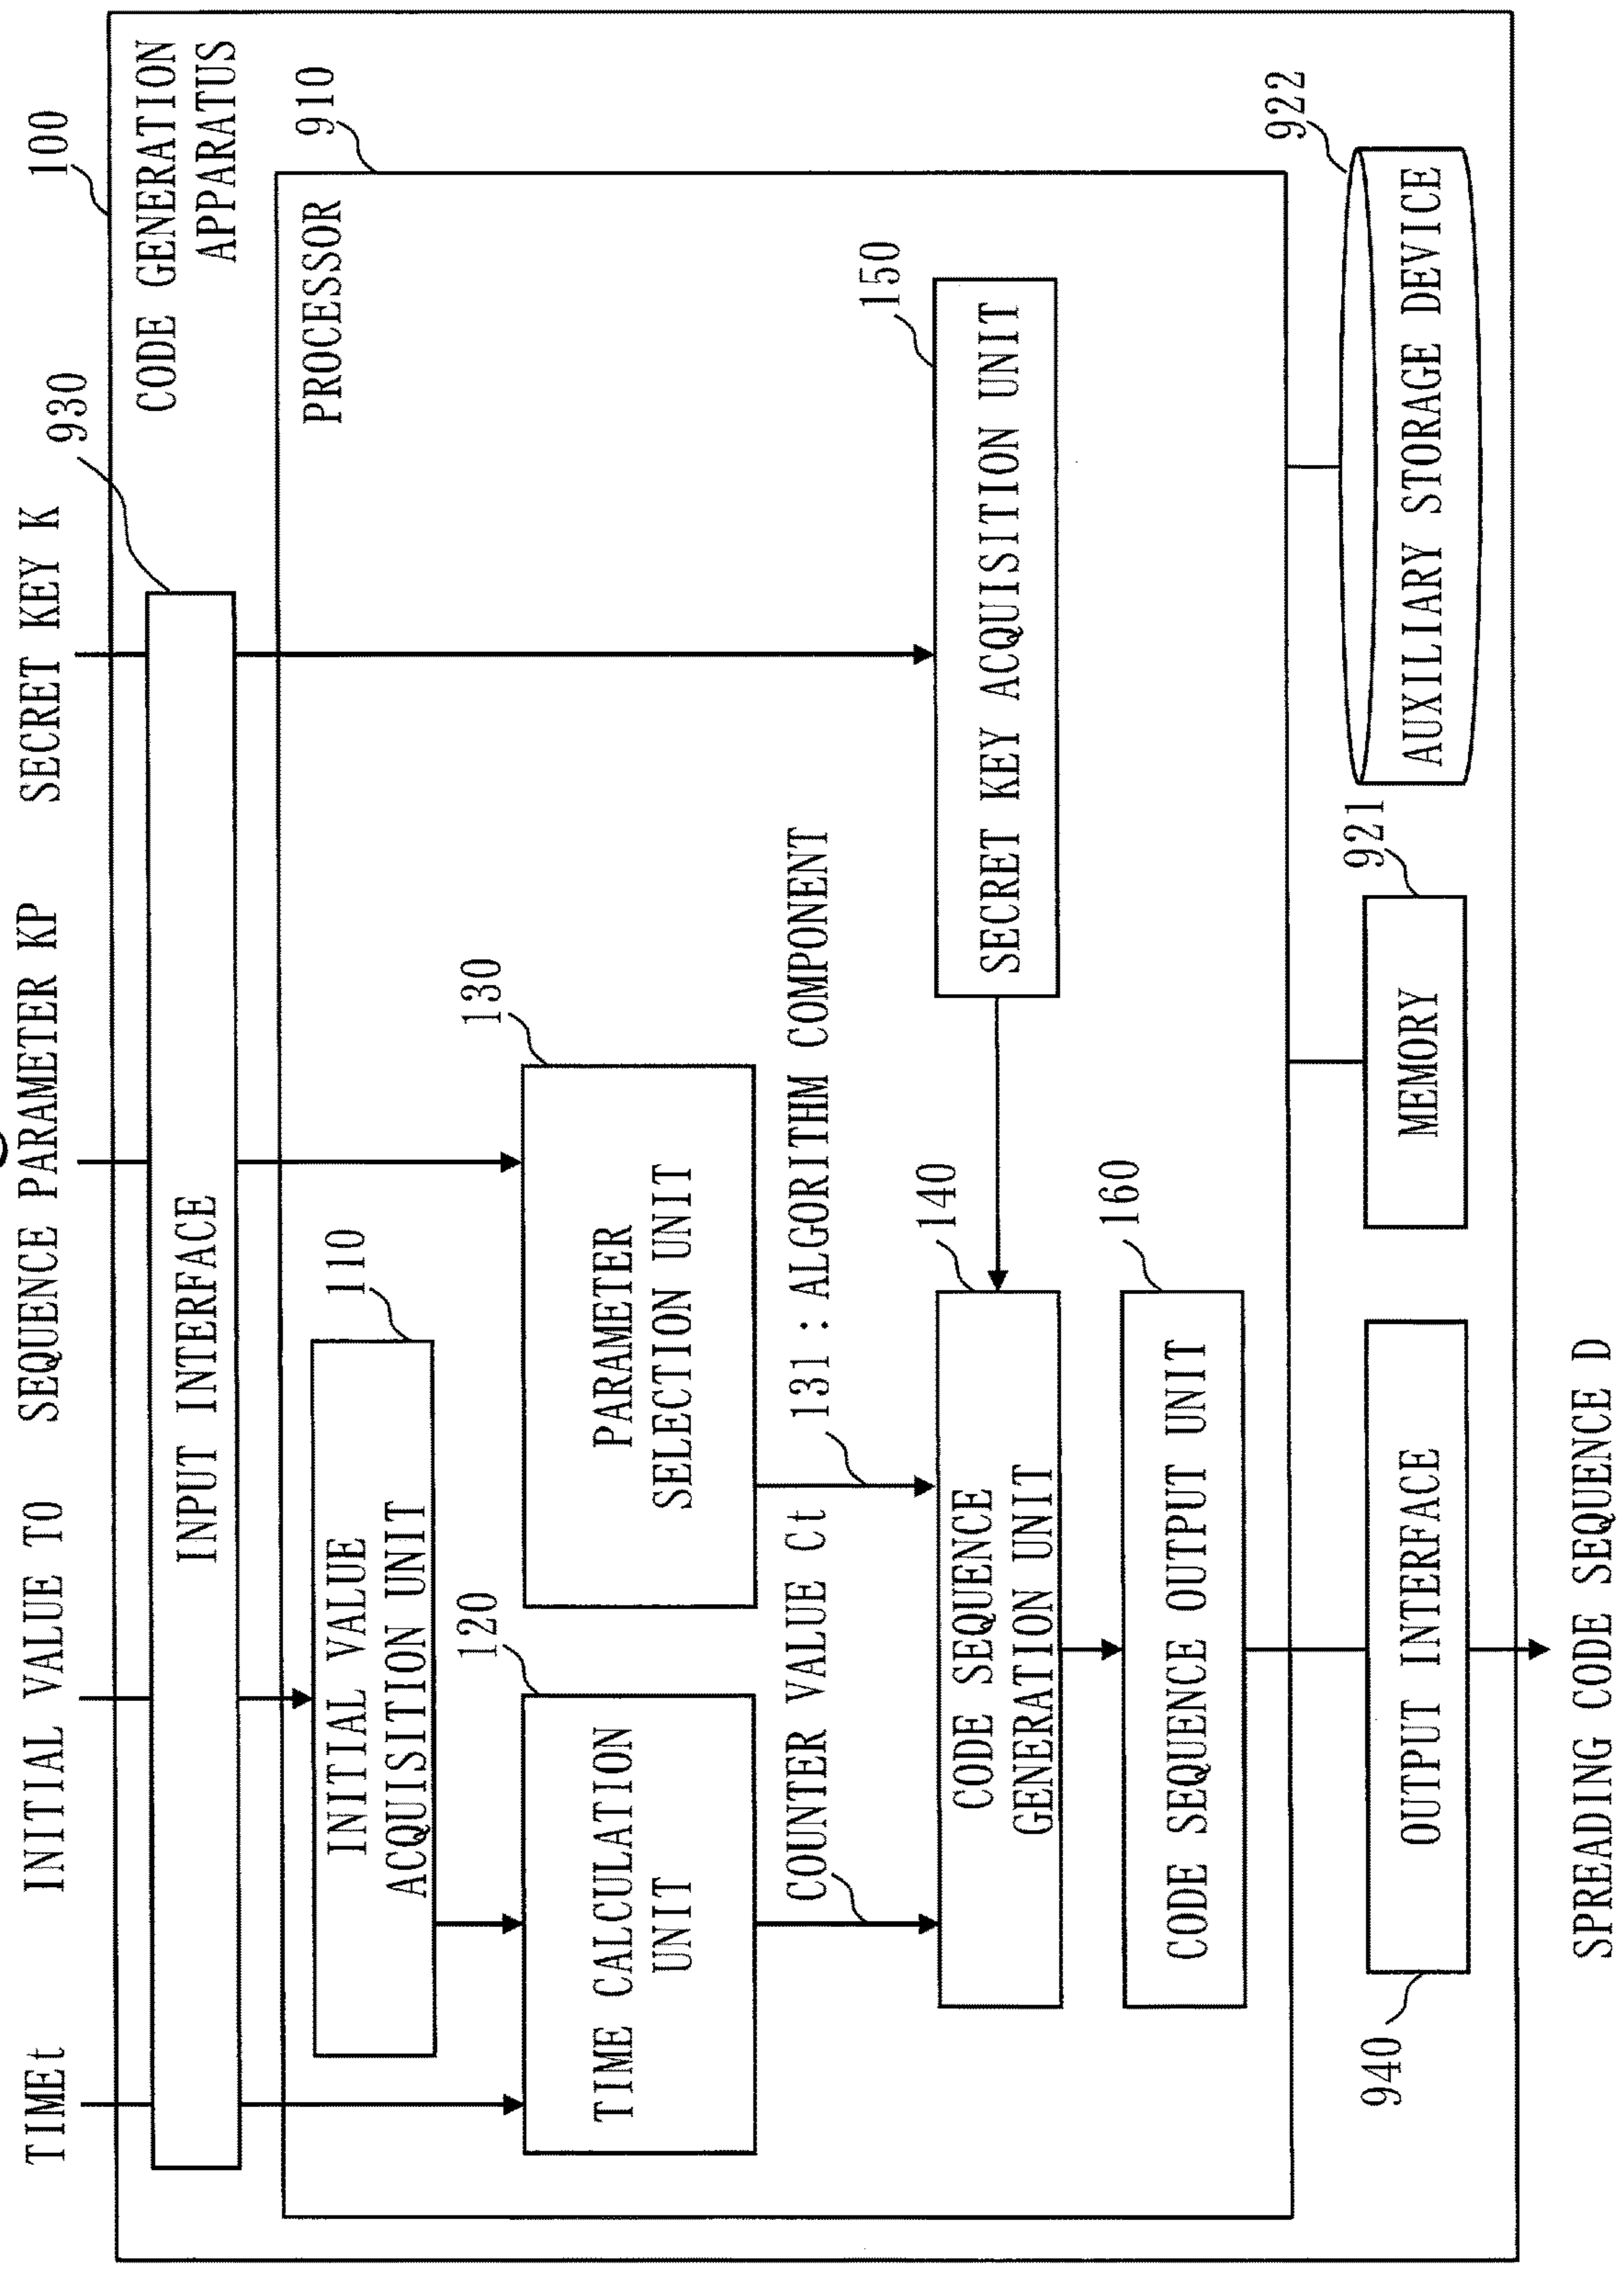 TIMEt
INITIAL VALUE T0
SEQUENCE PARAMETER KP
SECRET KEY K
930
100
CODE GENERATION
APPARATUS
INPUT INTERFACE
910
PROCESSOR
110
INITIAL VALUE
ACQUISITION UNIT
120
TIME CALCULATION
UNIT
130
PARAMETER
SELECTION UNIT
COUNTER VALUE Ct
131 : ALGORITHM COMPONENT
140
CODE SEQUENCE
GENERATION UNIT
150
SECRET KEY ACQUISITION UNIT
160
CODE SEQUENCE OUTPUT UNIT
940
OUTPUT INTERFACE
921
MEMORY
922
AUXILIARY STORAGE DEVICE
SPREADING CODE SEQUENCE D